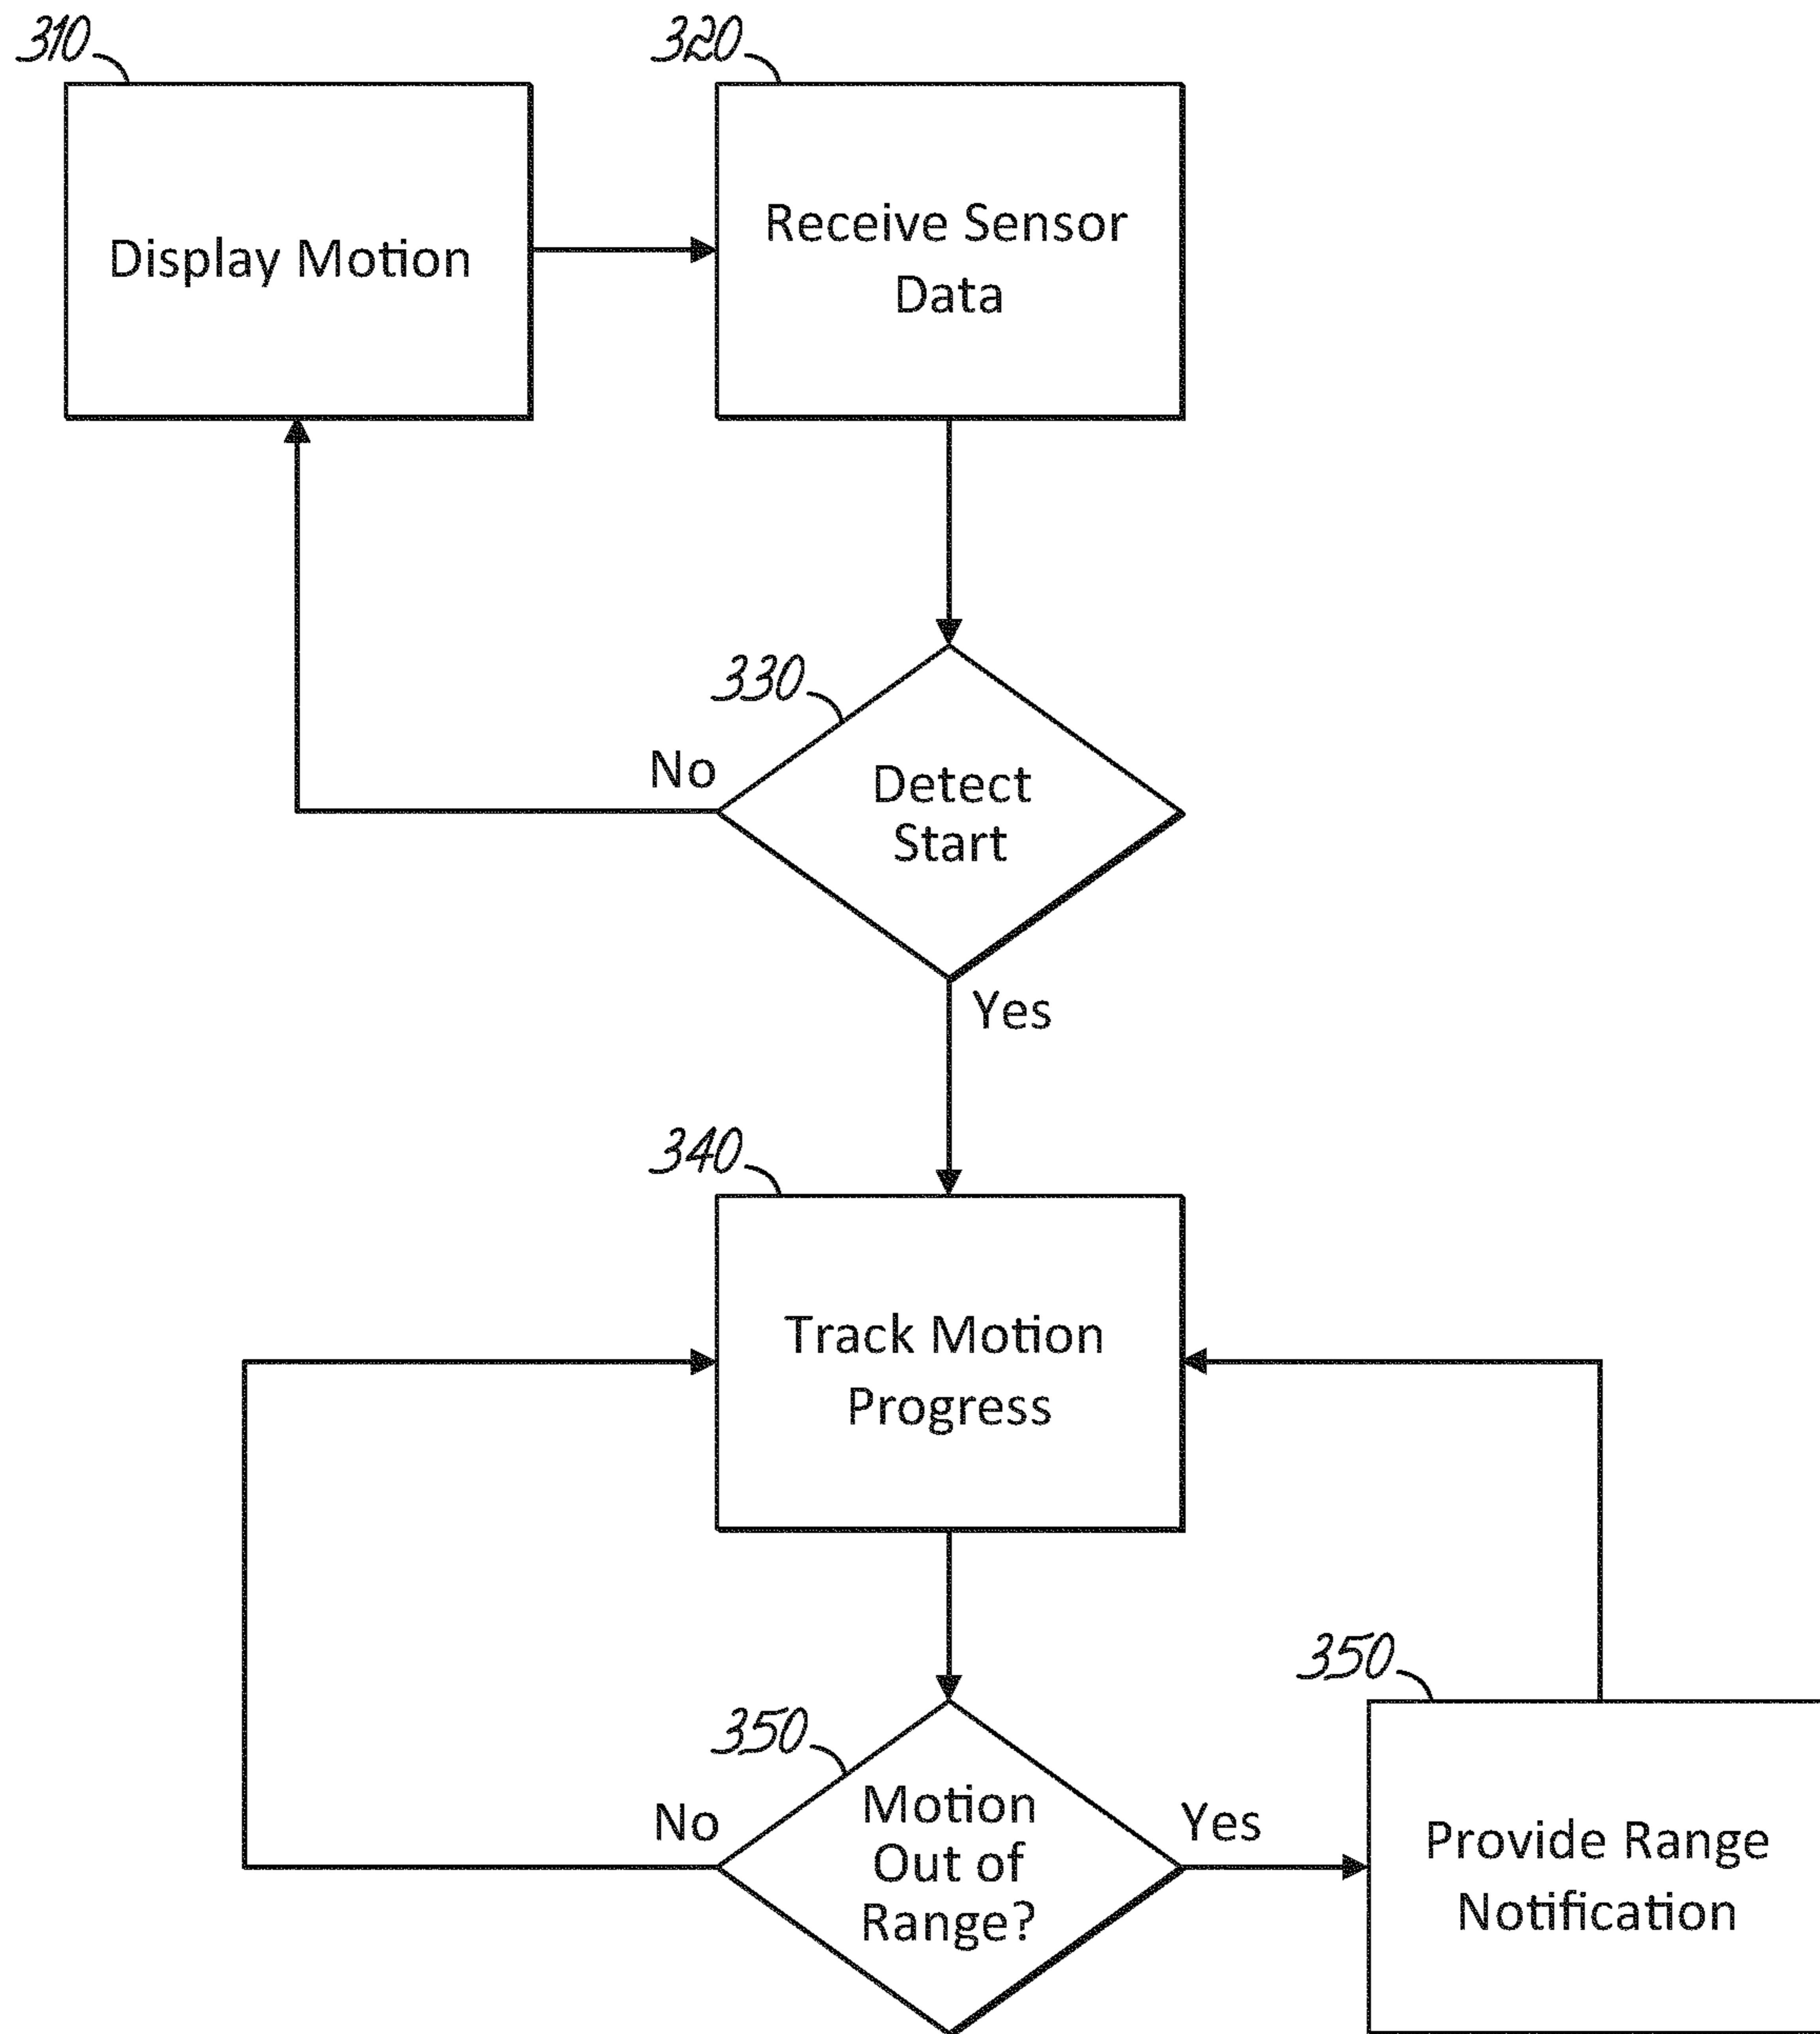 310
320
Display Motion
Receive Sensor
Data
330
No
Detect
Start
Yes
340
Track Motion
Progress
350
350
No
Motion
Out of
Range?
Yes
Provide Range
Notification